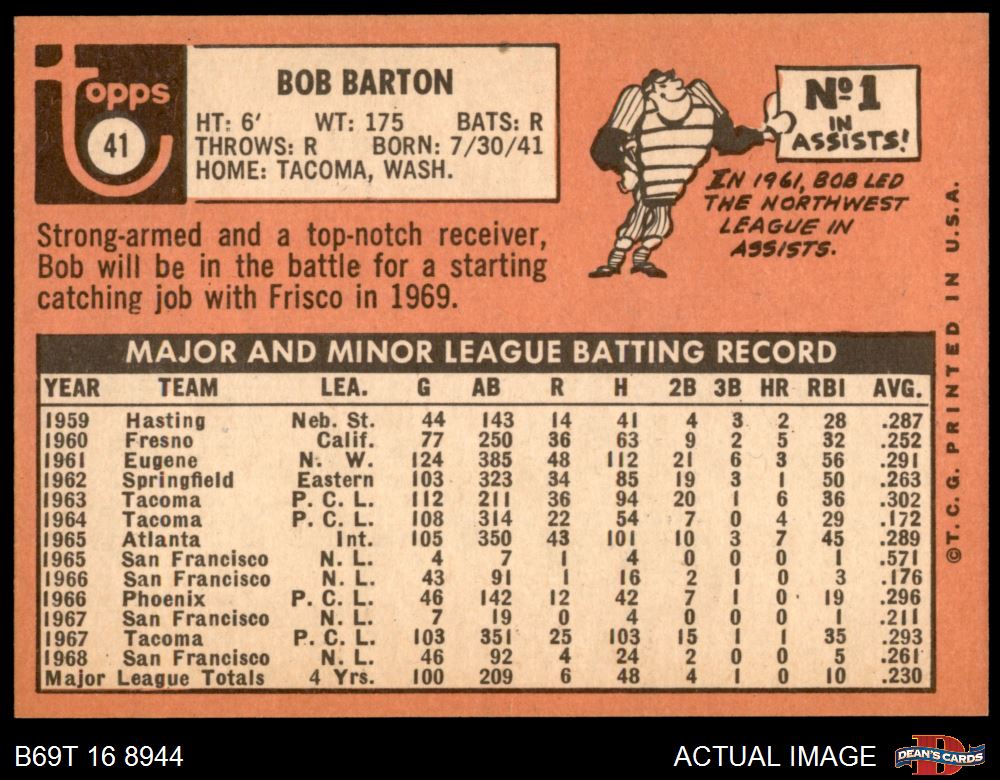 topps
41
BOB BARTON
HT: 6′ WT: 175 BATS: R
THROWS: R BORN: 7/30/41
HOME: TACOMA, WASH.
Nº1
IN
ASSISTS!
IN 1961, BOB LED
THE NORTHWEST
LEAGUE IN
ASSISTS.
Strong-armed and a top-notch receiver,
Bob will be in the battle for a starting
catching job with Frisco in 1969.
MAJOR AND MINOR LEAGUE BATTING RECORD
YEAR TEAM LEA. G AB R H 2B 3B HR RBI AVG.
1959 Hasting Neb. St. 44 143 14 41 4 3 2 28 .287
1960 Fresno Calif. 77 250 36 63 9 2 5 32 .252
1961 Eugene N. W. 124 385 48 112 21 6 3 56 .291
1962 Springfield Eastern 103 323 34 85 19 3 1 50 .263
1963 Tacoma P. C. L. 112 211 36 94 20 1 6 36 .302
1964 Tacoma P. C. L. 108 314 22 54 7 0 4 29 .172
1965 Atlanta Int. 105 350 43 101 10 3 7 45 .289
1965 San Francisco N. L. 4 7 1 4 0 0 0 1 .571
1966 San Francisco N. L. 43 91 1 16 2 1 0 3 .176
1966 Phoenix P. C. L. 46 142 12 42 7 1 0 19 .296
1967 San Francisco N. L. 7 19 0 4 0 0 0 1 .211
1967 Tacoma P. C. L. 103 351 25 103 15 1 1 35 .293
1968 San Francisco N. L. 46 92 4 24 2 0 0 5 .261
Major League Totals 4 Yrs. 100 209 6 48 4 1 0 10 .230
©T. C. G. PRINTED IN U.S.A.
B69T 16 8944
ACTUAL IMAGE
D
DEAN'S CARDS